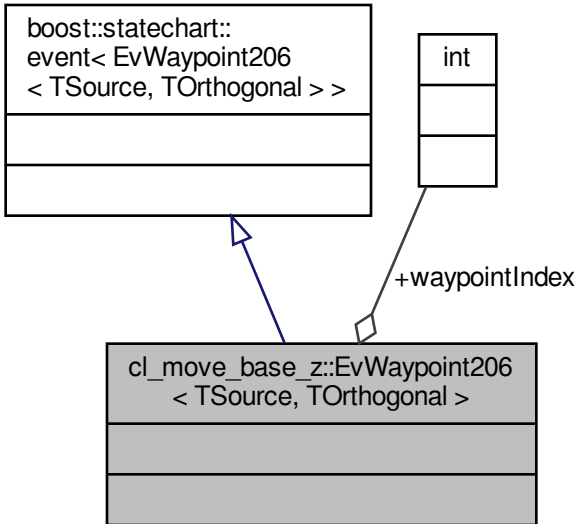 boost::statechart::
event< EvWaypoint206
< TSource, TOrthogonal > >
int
+waypointIndex
cl_move_base_z::EvWaypoint206
< TSource, TOrthogonal >